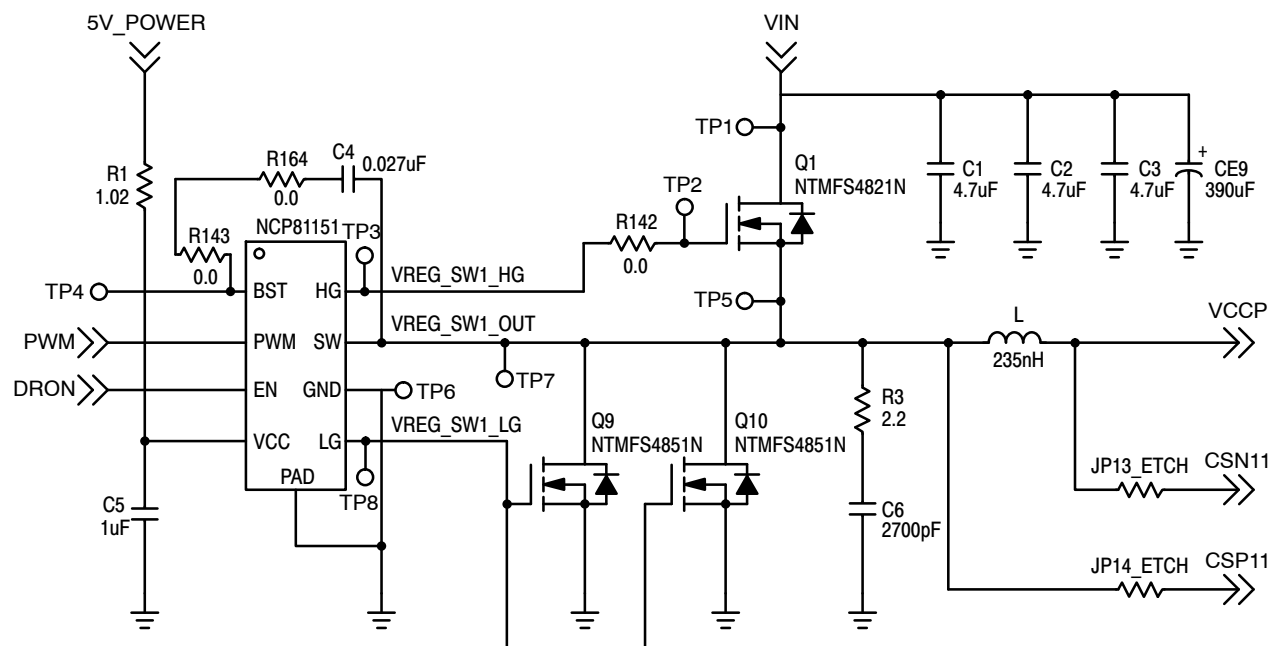 5V_POWER
VIN
TP1
R1
1.02
R164
0.0
C4
0.027uF
Q1
NTMFS4821N
C1
4.7uF
C2
4.7uF
C3
4.7uF
+
CE9
390uF
TP2
R143
0.0
NCP81151
TP3
R142
0.0
TP4
BST
HG
VREG_SW1_HG
TP5
PWM
PWM
SW
VREG_SW1_OUT
L
235nH
VCCP
DRON
EN
GND
TP6
TP7
R3
2.2
VCC
LG
VREG_SW1_LG
Q9
NTMFS4851N
Q10
NTMFS4851N
PAD
TP8
JP13_ETCH
CSN11
C5
1uF
C6
2700pF
JP14_ETCH
CSP11